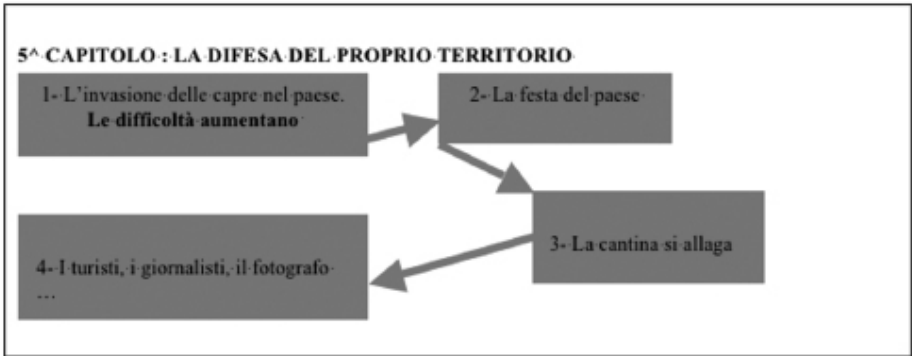 5^ CAPITOLO : LA DIFESA DEL PROPRIO TERRITORIO
1- L'invasione delle capre nel paese.
Le difficoltà aumentano
2- La festa del paese
3- La cantina si allaga
4- I turisti, i giornalisti, il fotografo
…